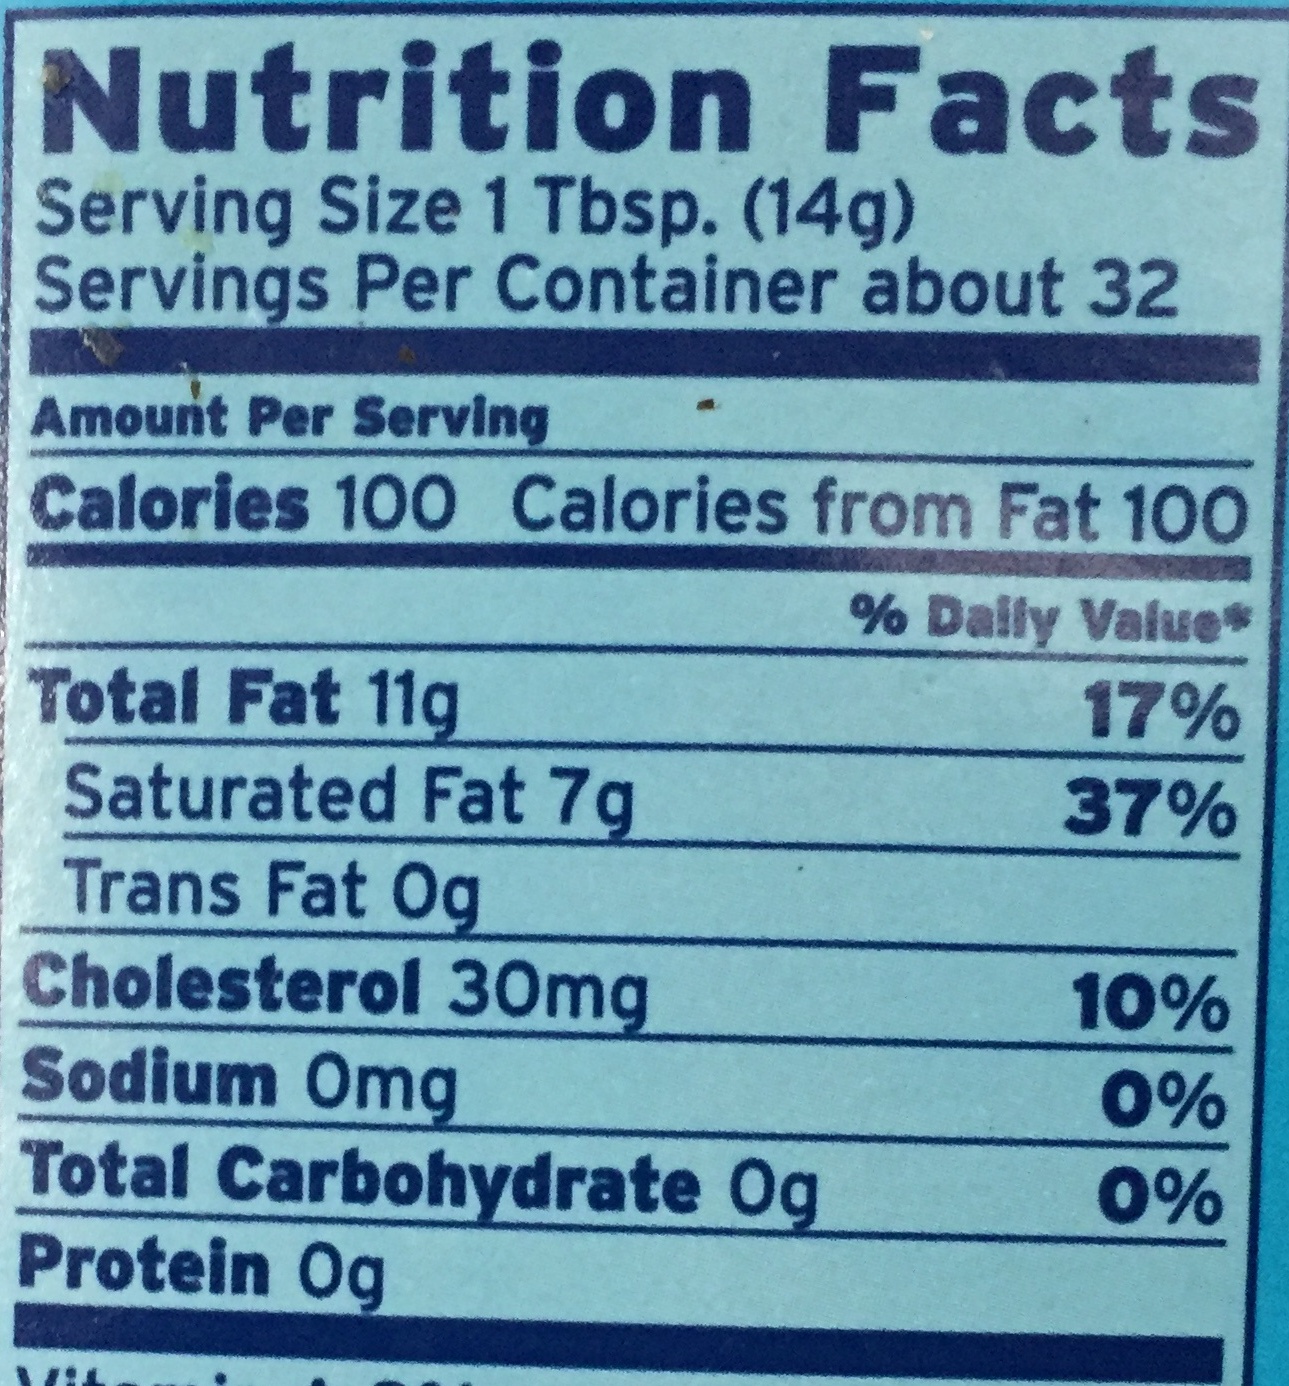 Nutrition Facts
Serving Size 1 Tbsp. (14g)
Servings Per Container about 32
Amount Per Serving
Calories 100 Calories from Fat 100
% Daily Value*
Total Fat 11g 17%
Saturated Fat 7g 37%
Trans Fat 0g
Cholesterol 30mg 10%
Sodium 0mg 0%
Total Carbohydrate 0g 0%
Protein 0g
Vitamin A